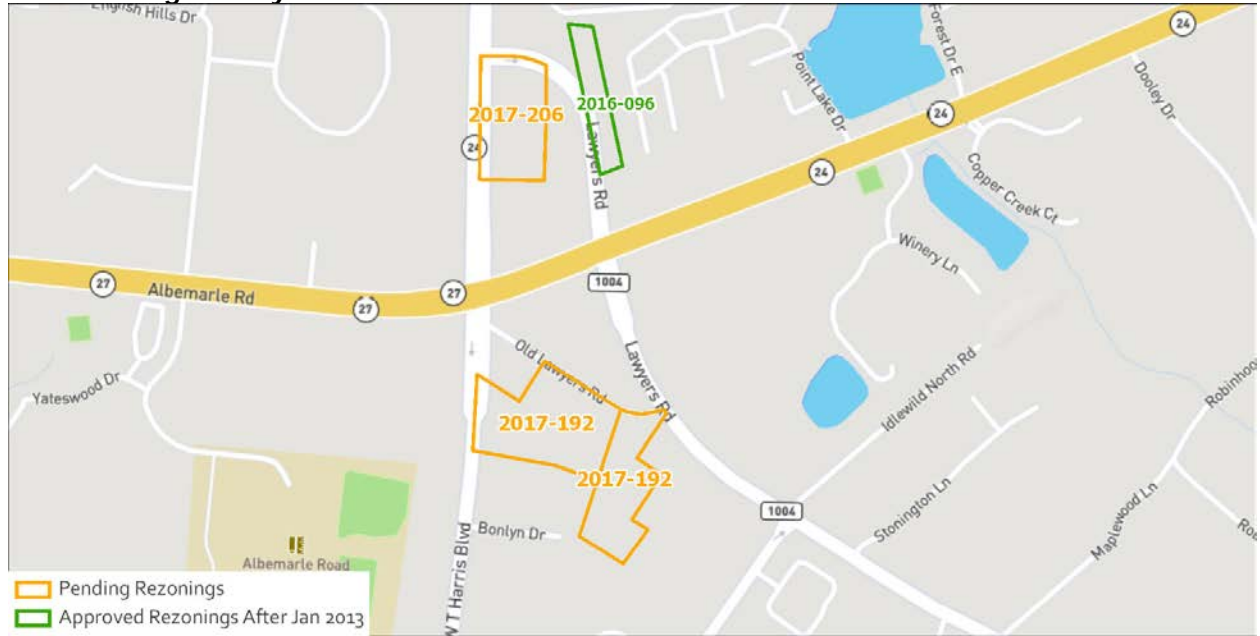 English Hills Dr
24
Forest Dr E
Dooley Dr
Point Lake Dr
2017-206
2016-096
24
24
Lawyers Rd
24
Copper Creek Ct
Winery Ln
27
Albemarle Rd
27
27
1004
Old Lawyers Rd
Lawyers Rd
Idlewild North Rd
Yateswood Dr
Robinhood
2017-192
2017-192
1004
Stonington Ln
Maplewood Ln
Bonlyn Dr
W T Harris Blvd
Albemarle Road
Pending Rezonings
Approved Rezonings After Jan 2013